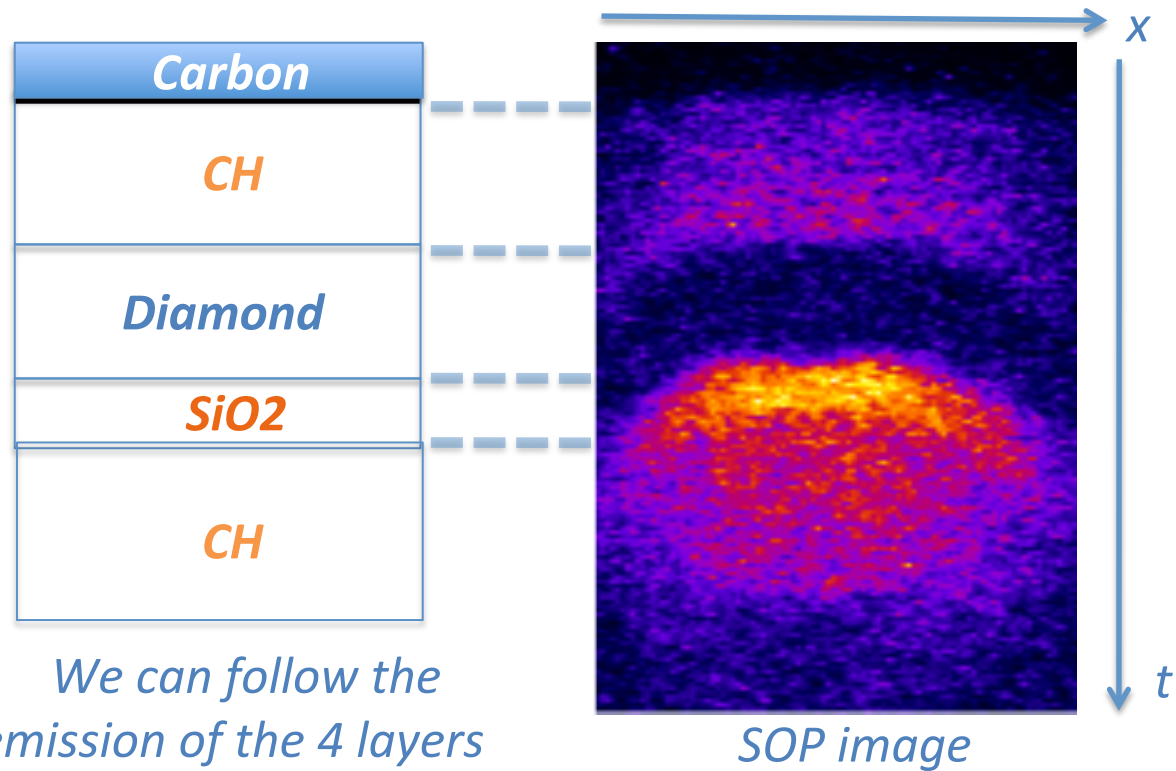 x
Carbon
CH
Diamond
SiO2
CH
t
We can follow the
emission of the 4 layers
SOP image